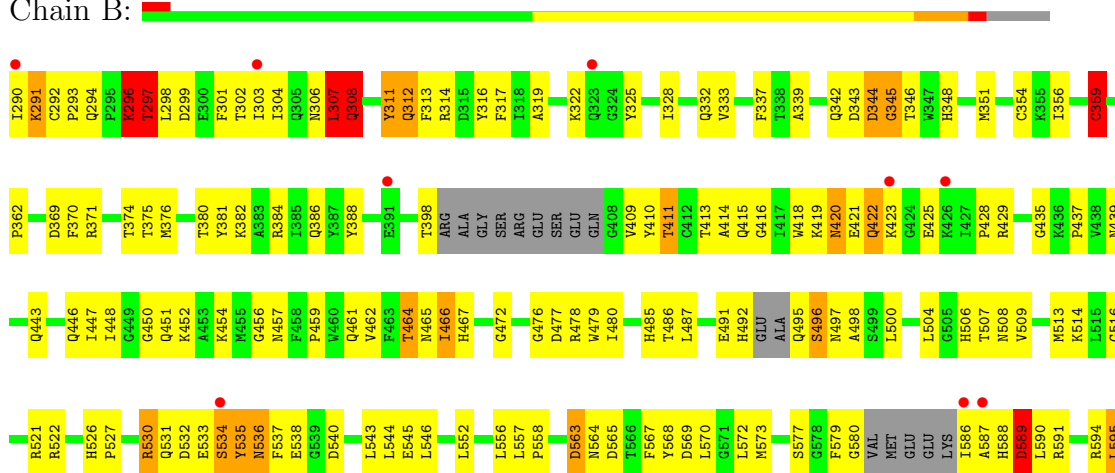 Chain B:
I290 K291 C292 P293 Q294 P295 K296 T297 L298 D299 E300 F301 T302 I303 I304 Q305 N306 L307 Q308 Y311 Q312 F313 R314 D315 Y316 F317 I318 A319 K322 Q323 G324 Y325 I328 Q332 V333 F337 T338 A339 Q342 D343 D344 G345 T346 W347 H348 M351 C354 K355 I356 C359
P362 D369 F370 R371 T374 T375 M376 T380 Y381 K382 A383 R384 I385 Q386 Y387 Y388 E391 T398 ARG ALA GLY SER ARG GLU SER GLU GLN G408 V409 Y410 T411 C412 T413 A414 Q415 G416 I417 W418 K419 N420 E421 Q422 K423 G424 E425 K426 I427 P428 R429 G435 K436 P437 V438 N439
Q443 Q446 I447 I448 G449 G450 Q451 K452 A453 K454 M455 G456 N457 F458 P459 W460 Q461 V462 F463 T464 N465 I466 H467 G472 G476 D477 R478 W479 I480 H485 T486 L487 E491 H492 GLU ALA Q495 S496 N497 A498 S499 L500 L504 G505 H506 T507 N508 V509 M513 K514 L515 G516
R521 R522 H526 P527 R530 Q531 D532 E533 S534 Y535 N536 F537 E538 G539 D540 L543 L544 E545 L546 L552 L556 L557 P558 D563 N564 D565 T566 F567 Y568 D569 L570 G571 L572 M573 S577 G578 F579 G580 VAL MET GLU GLU LYS I586 A587 H588 D589 L590 R591 R594 L595